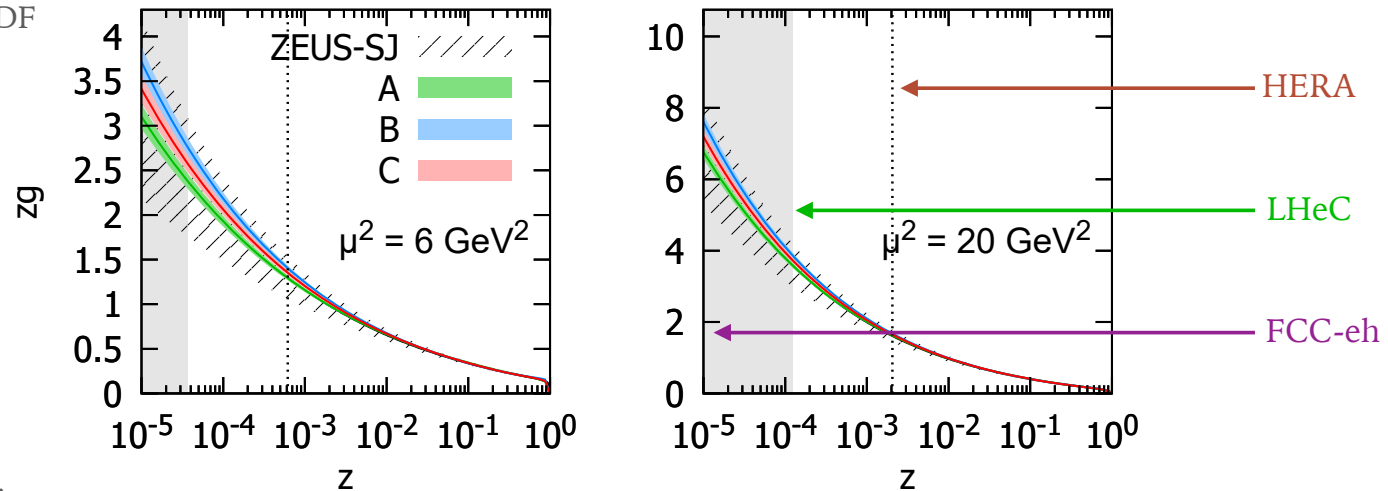 DF
zg
4
3.5
3
2.5
2
1.5
1
0.5
0
ZEUS-SJ
A
B
C
μ² = 6 GeV²
10⁻⁵ 10⁻⁴ 10⁻³ 10⁻² 10⁻¹ 10⁰
z
10
8
6
4
2
0
μ² = 20 GeV²
10⁻⁵ 10⁻⁴ 10⁻³ 10⁻² 10⁻¹ 10⁰
z
HERA
LHeC
FCC-eh